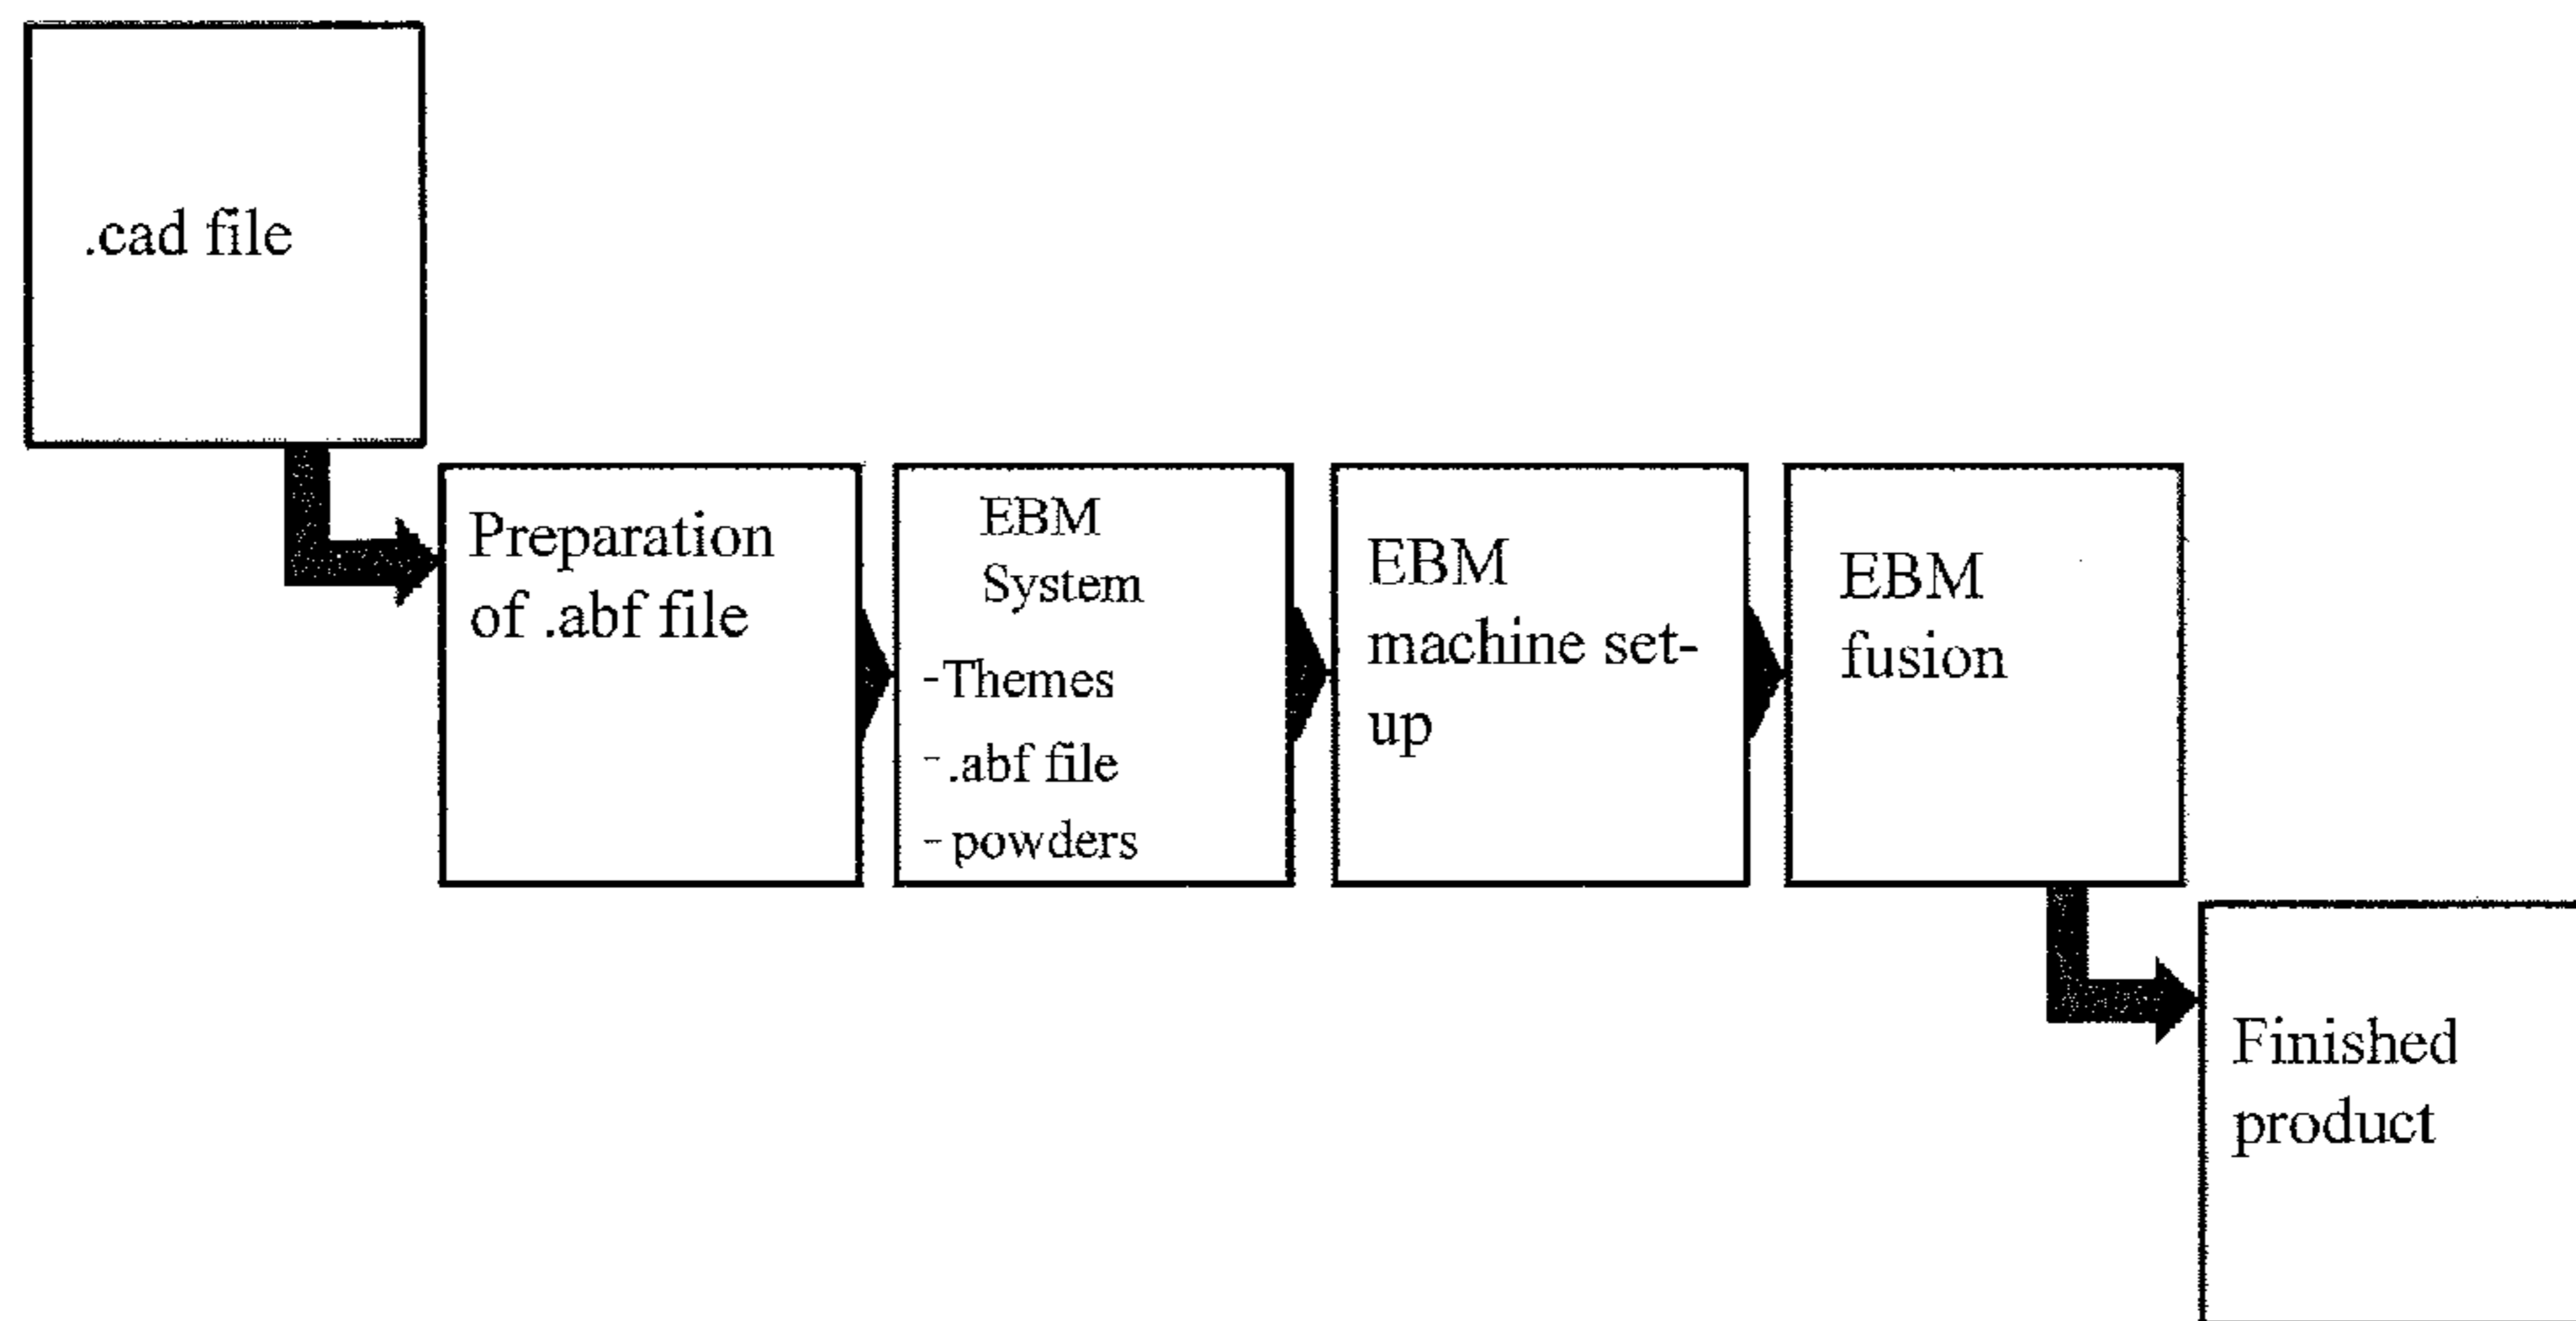 .cad file
Preparation
of .abf file
EBM
System
-Themes
-.abf file
-powders
EBM
machine set-
up
EBM
fusion
Finished
product